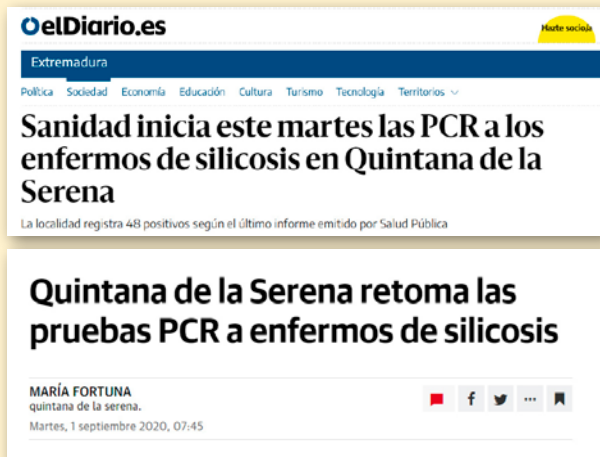 elDiario.es
Hazte socio/a
Extremadura
Política Sociedad Economía Educación Cultura Turismo Tecnología Territorios
Sanidad inicia este martes las PCR a los
enfermos de silicosis en Quintana de la
Serena
La localidad registra 48 positivos según el último informe emitido por Salud Pública
Quintana de la Serena retoma las
pruebas PCR a enfermos de silicosis
MARÍA FORTUNA
quintana de la serena.
Martes, 1 septiembre 2020, 07:45